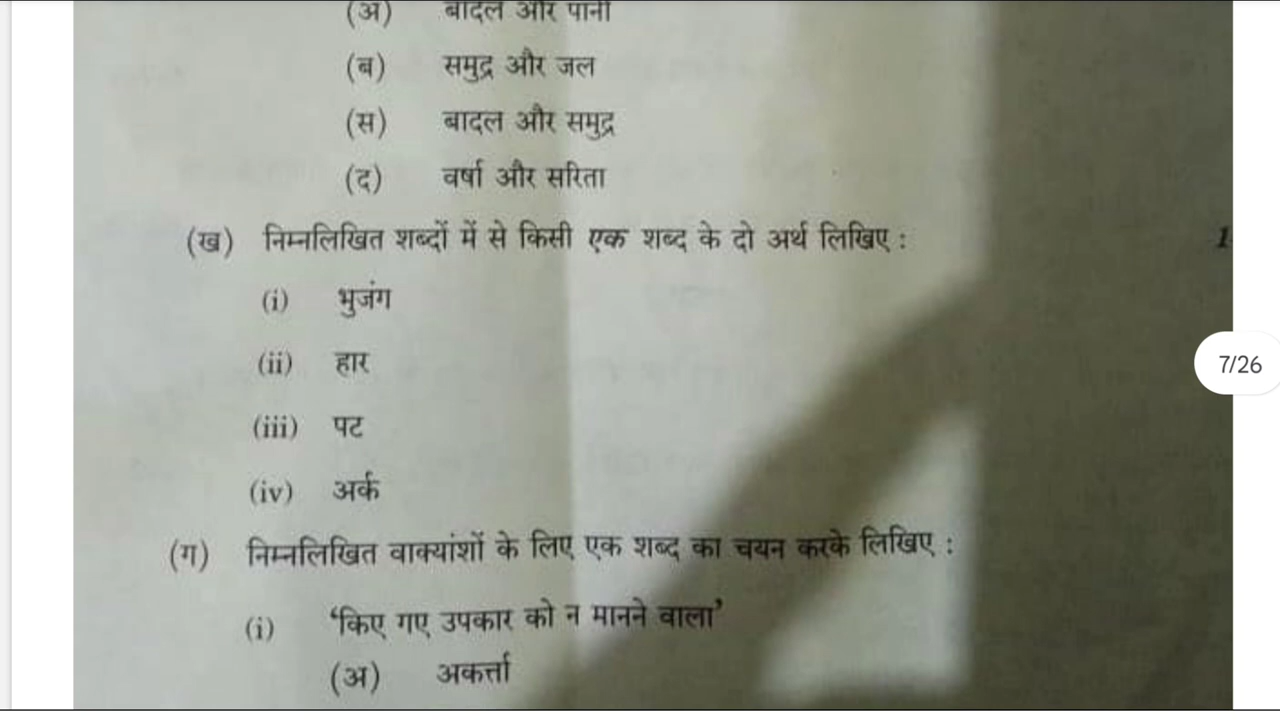 (अ) बादल और पानी
(ब) समुद्र और जल
(स) बादल और समुद्र
(द) वर्षा और सरिता
(ख) निम्नलिखित शब्दों में से किसी एक शब्द के दो अर्थ लिखिए : 1
(i) भुजंग
(ii) हार
7/26
(iii) पट
(iv) अर्क
(ग) निम्नलिखित वाक्यांशों के लिए एक शब्द का चयन करके लिखिए :
(i) ‘किए गए उपकार को न मानने वाला’
(अ) अकर्त्ता